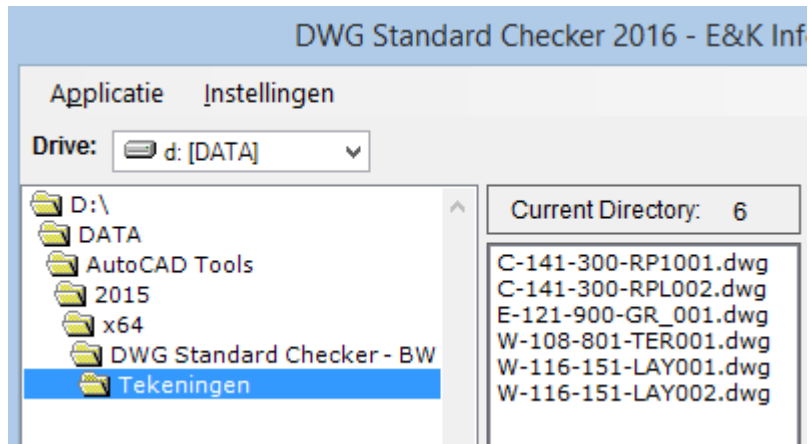 DWG Standard Checker 2016 - E&K Inf
Applicatie Instellingen
Drive: d: [DATA]
D:\
DATA
AutoCAD Tools
2015
x64
DWG Standard Checker - BW
Tekeningen
Current Directory: 6
C-141-300-RP1001.dwg
C-141-300-RPL002.dwg
E-121-900-GR_001.dwg
W-108-801-TER001.dwg
W-116-151-LAY001.dwg
W-116-151-LAY002.dwg